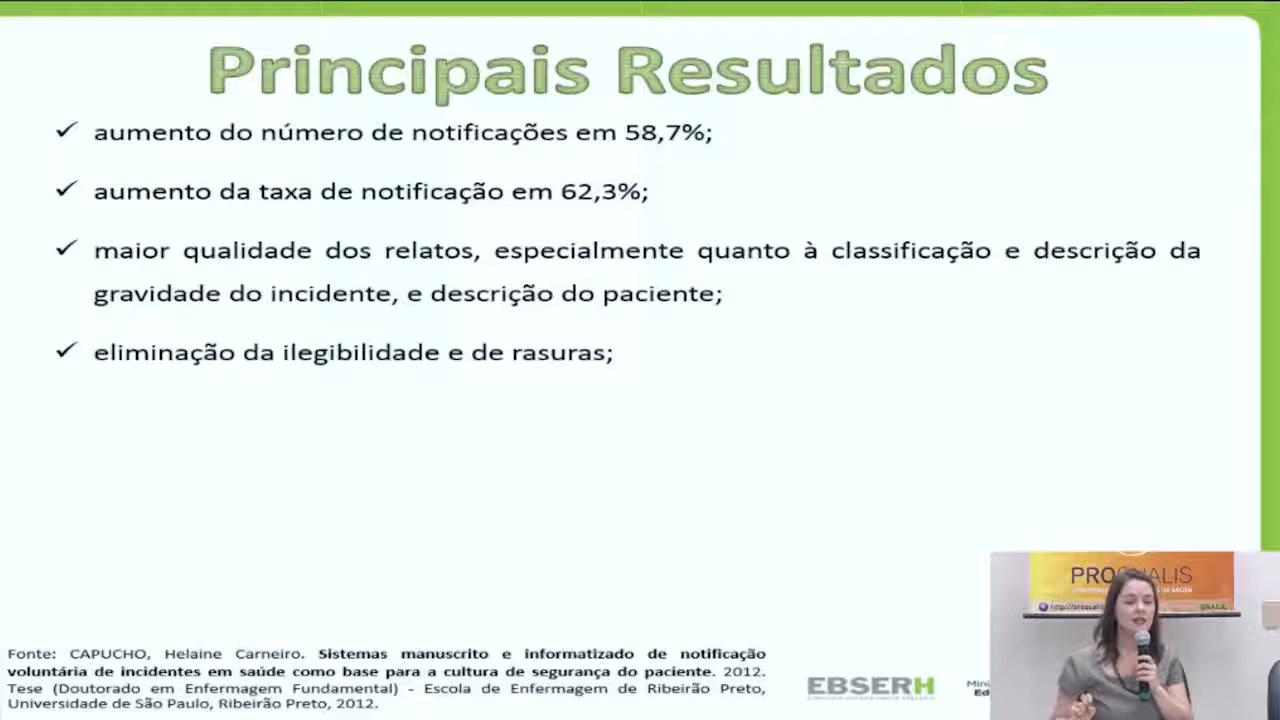 Principais Resultados
✓ aumento do número de notificações em 58,7%;
✓ aumento da taxa de notificação em 62,3%;
✓ maior qualidade dos relatos, especialmente quanto à classificação e descrição da
gravidade do incidente, e descrição do paciente;
✓ eliminação da ilegibilidade e de rasuras;
PROQUALIS
BRASIL
Fonte: CAPUCHO, Helaine Carneiro. Sistemas manuscrito e informatizado de notificação
voluntária de incidentes em saúde como base para a cultura de segurança do paciente. 2012.
Tese (Doutorado em Enfermagem Fundamental) - Escola de Enfermagem de Ribeirão Preto,
Universidade de São Paulo, Ribeirão Preto, 2012.
EBSERH